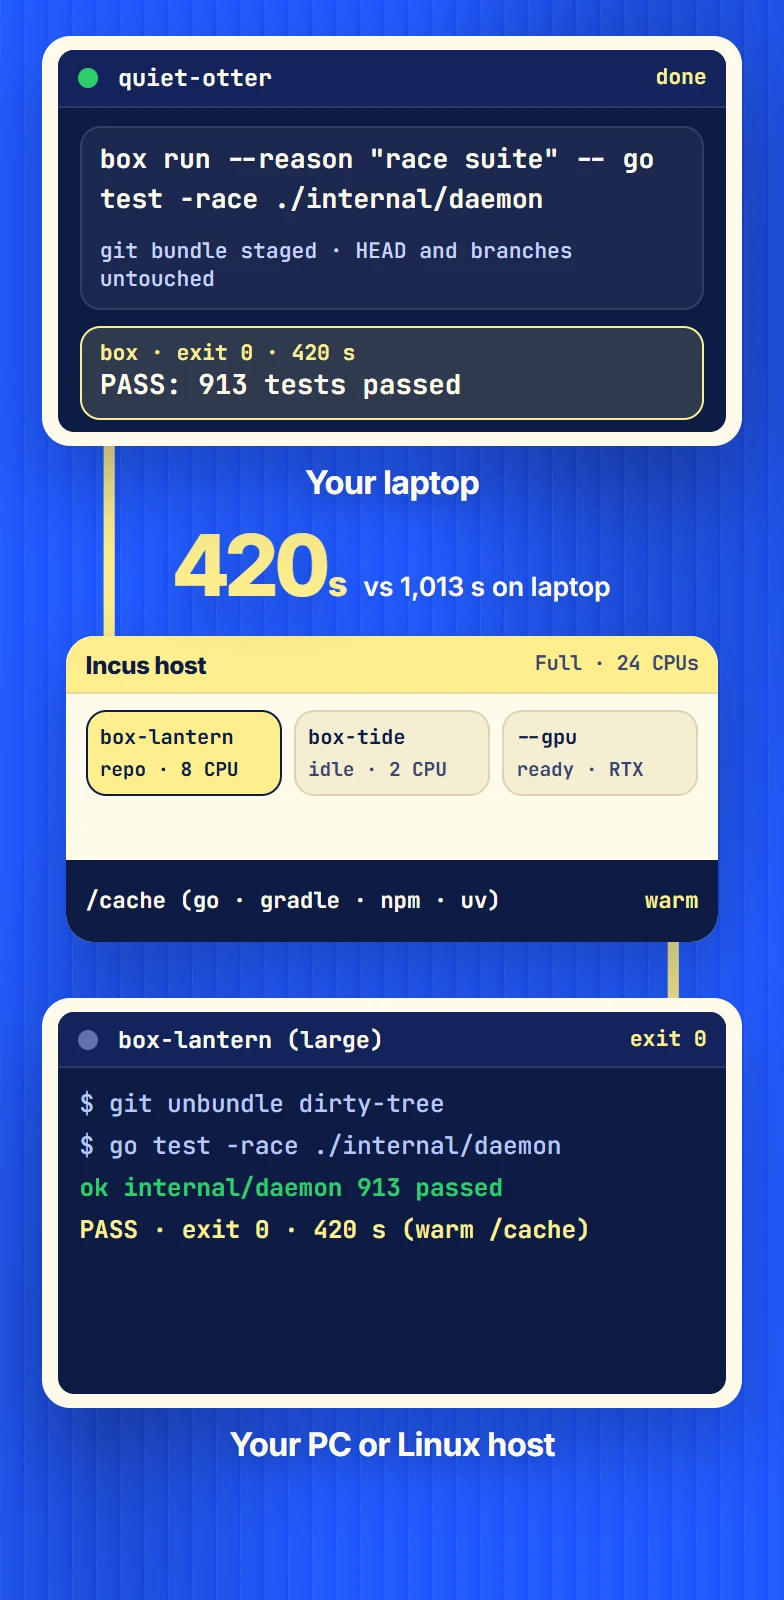 quiet-otter
done
box run --reason "race suite" -- go
test -race ./internal/daemon
git bundle staged · HEAD and branches
untouched
box · exit 0 · 420 s
PASS: 913 tests passed
Your laptop
420s vs 1,013 s on laptop
Incus host
Full · 24 CPUs
box-lantern
repo · 8 CPU
box-tide
idle · 2 CPU
--gpu
ready · RTX
/cache (go · gradle · npm · uv)
warm
box-lantern (large)
exit 0
$ git unbundle dirty-tree
$ go test -race ./internal/daemon
ok internal/daemon 913 passed
PASS · exit 0 · 420 s (warm /cache)
Your PC or Linux host